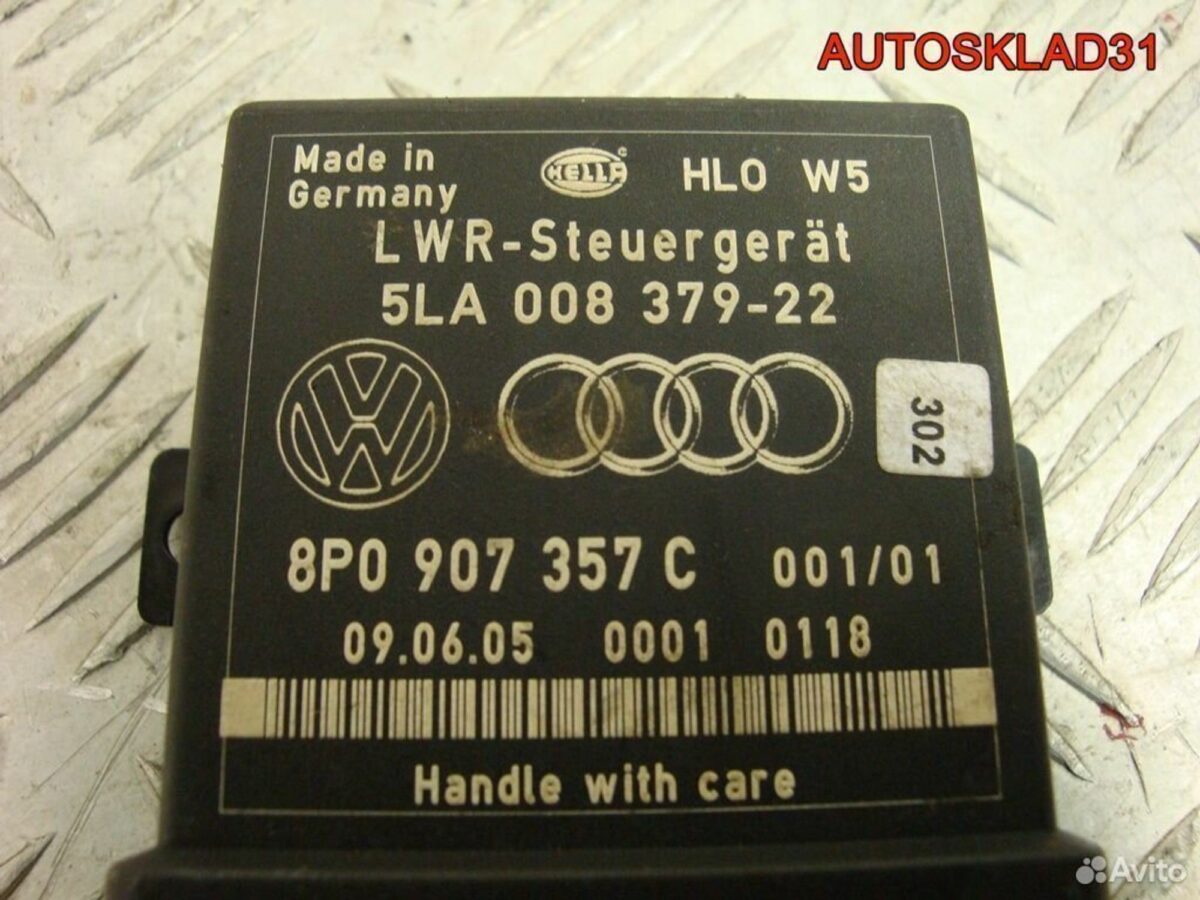 AUTOSKLAD31
Made in
Germany
HELLA
HLO W5
LWR-Steuergerät
5LA 008 379-22
302
8P0 907 357 C 001/01
09.06.05 0001 0118
Handle with care
Avito